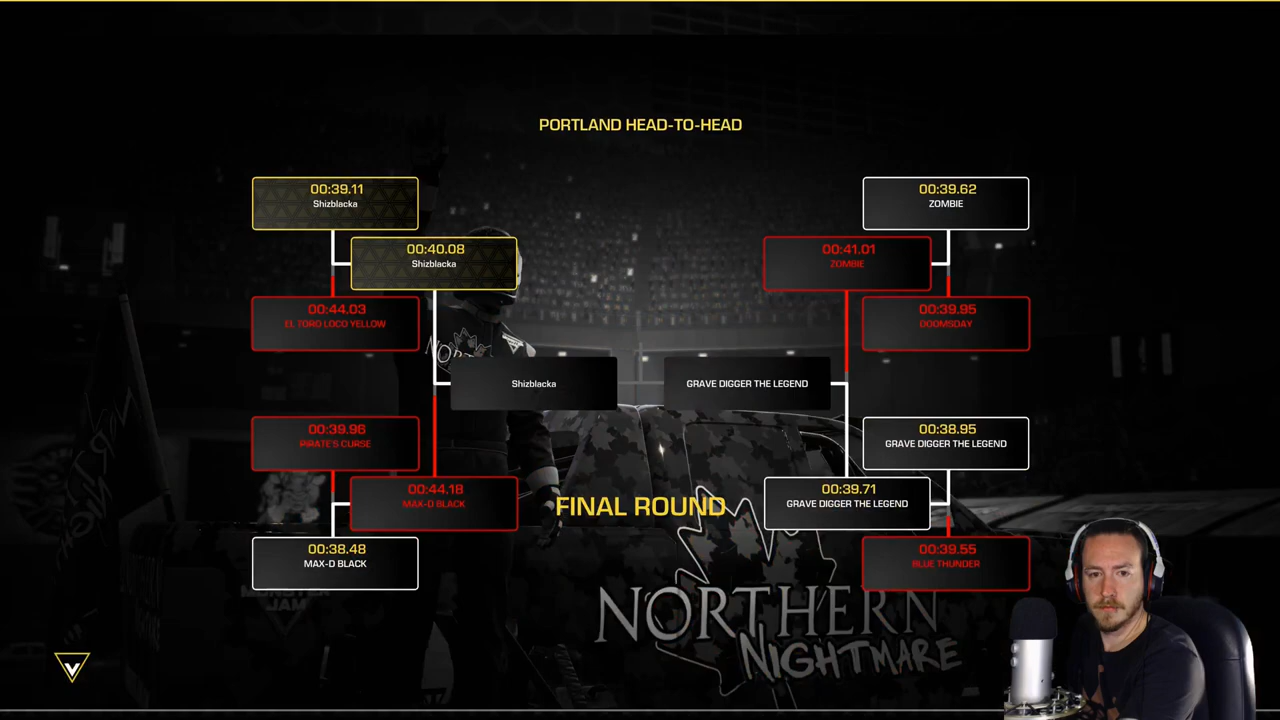 PORTLAND HEAD-TO-HEAD
00:39.11
Shizblacka
00:39.62
ZOMBIE
00:40.08
Shizblacka
00:41.01
ZOMBIE
00:44.03
EL TORO LOCO YELLOW
00:39.95
DOOMSDAY
Shizblacka
GRAVE DIGGER THE LEGEND
00:39.96
PIRATE'S CURSE
00:38.95
GRAVE DIGGER THE LEGEND
00:44.18
MAX-D BLACK
00:39.71
GRAVE DIGGER THE LEGEND
FINAL ROUND
00:38.48
MAX-D BLACK
00:39.55
BLUE THUNDER
MONSTER
JAM
NORTHERN
NIGHTMARE